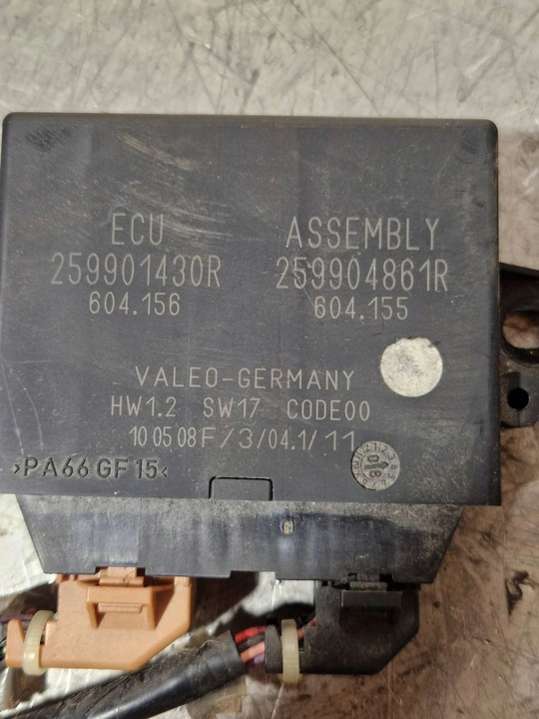 ECU ASSEMBLY
259901430R 259904861R
604.156 604.155
VALEO-GERMANY
HW1.2 SW17 CODE00
10 05 08 F/3/04.1/11
>PA66 GF15<